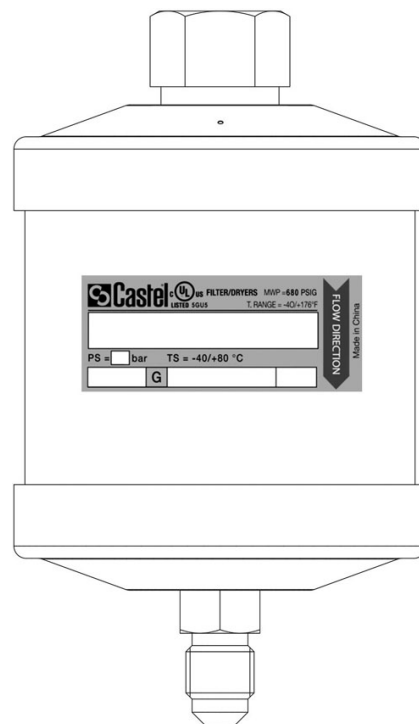 Castel c UL us FILTER/DRYERS MWP =680 PSIG
LISTED 5GU5 T. RANGE = -40/+176°F
PS = bar TS = -40/+80 °C
G
FLOW DIRECTION
Made in China